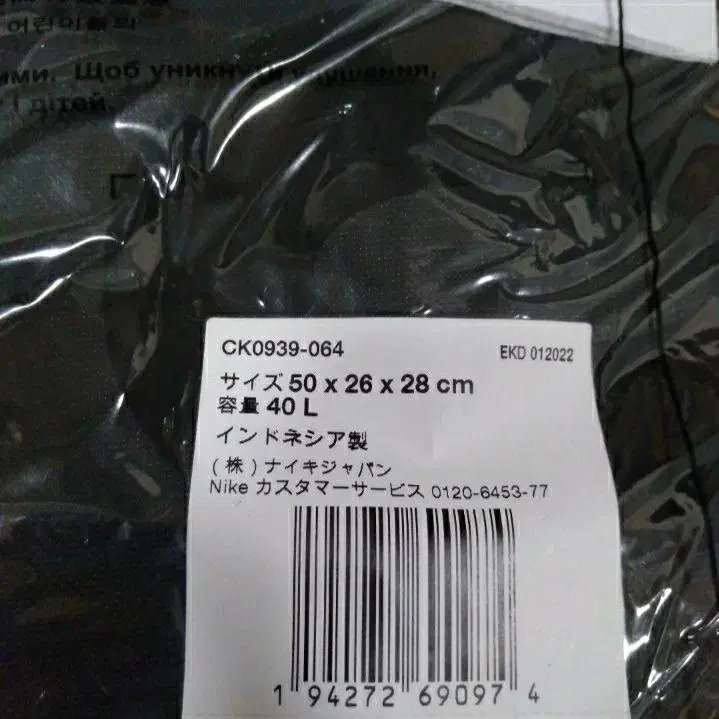 어린이들의
ими. Щоб уникнути
і дітей.
CK0939-064
EKD 012022
サイズ 50 x 26 x 28 cm
容量 40 L
インドネシア製
(株)ナイキジャパン
Nike カスタマーサービス 0120-6453-77
1 94272 69097 4